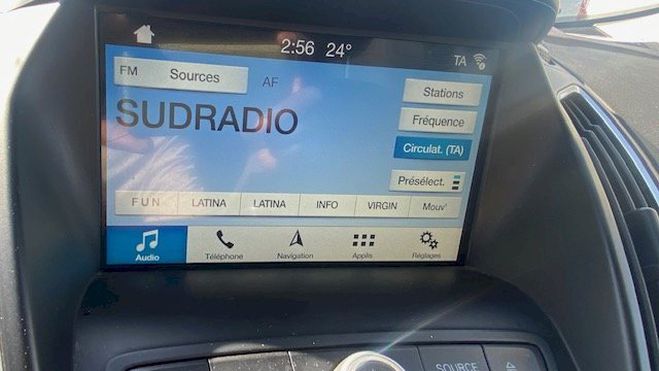 2:56 24°
TA
FM Sources AF
Stations
SUDRADIO
Fréquence
Circulat. (TA)
Présélect.
FUN LATINA LATINA INFO VIRGIN Mouv'
Audio Téléphone Navigation Applis Réglages
SOURCE